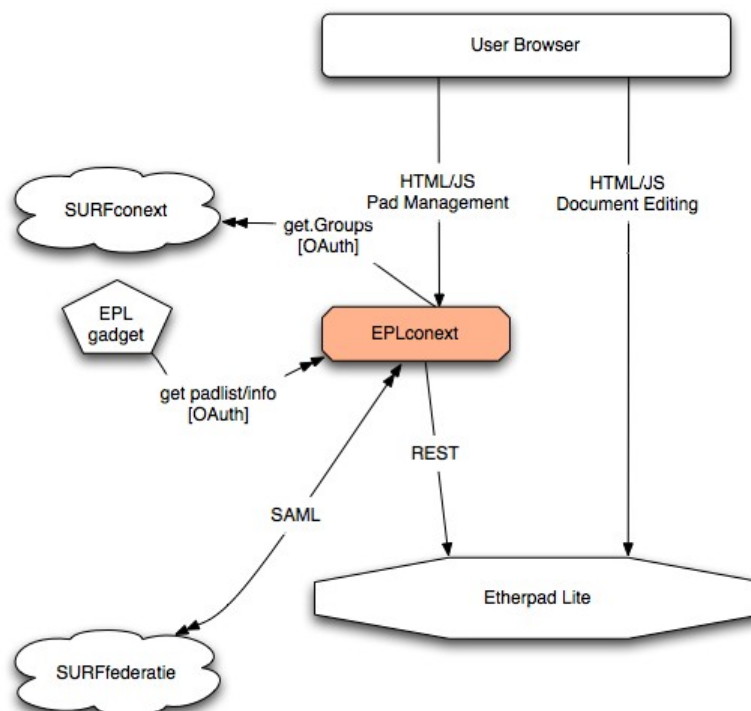 User Browser
HTML/JS
Pad Management
HTML/JS
Document Editing
SURFconext
get.Groups
[OAuth]
EPL
gadget
EPLconext
get padlist/info
[OAuth]
REST
SAML
Etherpad Lite
SURFfederatie